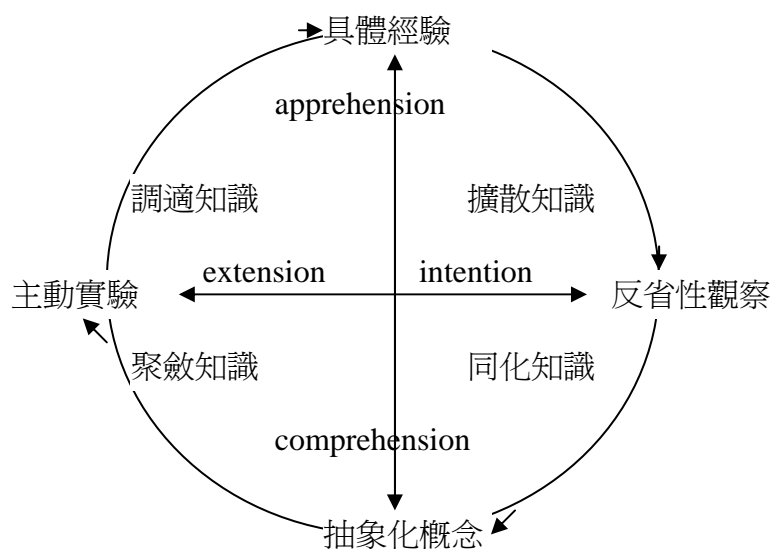 具體經驗
apprehension
調適知識 擴散知識
extension intention
主動實驗 反省性觀察
聚斂知識 同化知識
comprehension
抽象化概念